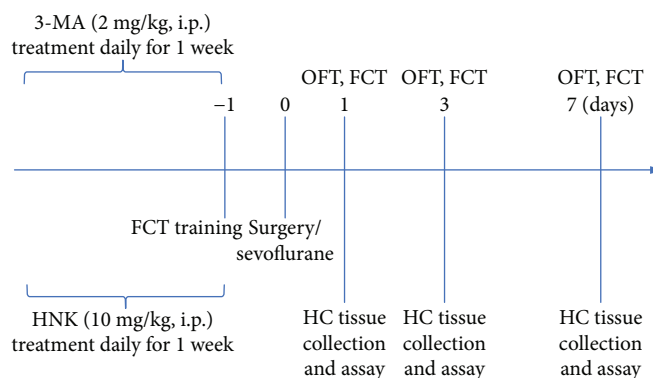 3-MA (2 mg/kg, i.p.)
treatment daily for 1 week
OFT, FCT
OFT, FCT
OFT, FCT
−1
0
1
3
7 (days)
FCT training
Surgery/
sevoflurane
HNK (10 mg/kg, i.p.)
treatment daily for 1 week
HC tissue
collection
and assay
HC tissue
collection
and assay
HC tissue
collection
and assay